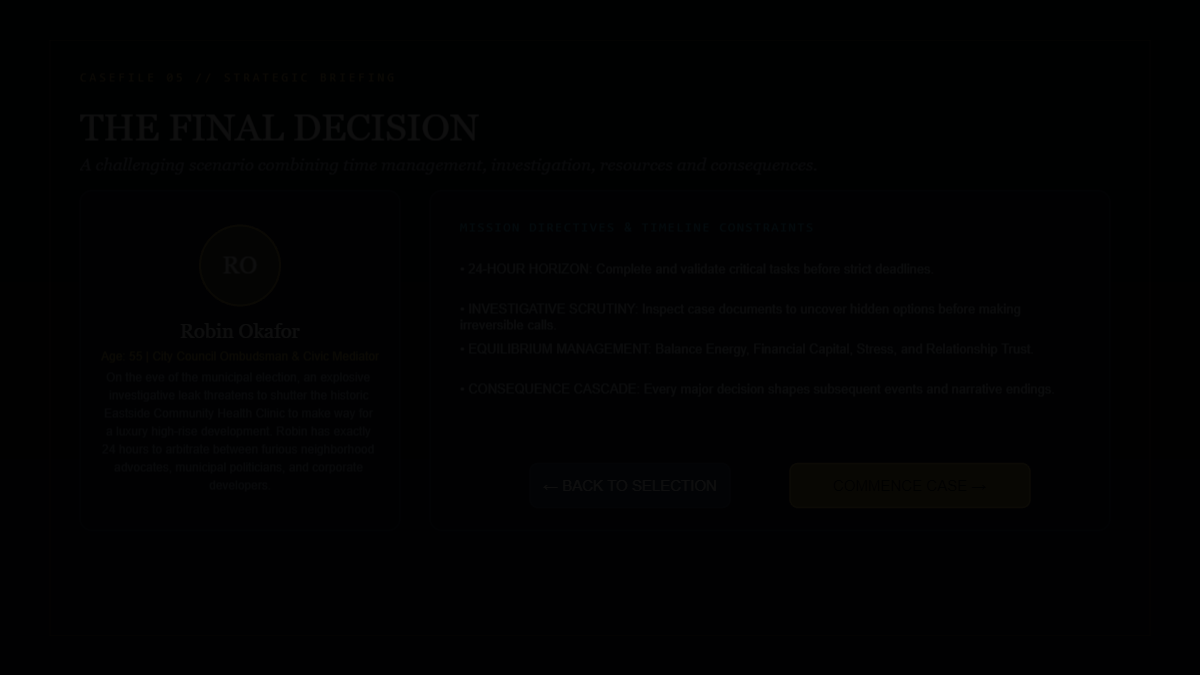 CASEFILE 05 // STRATEGIC BRIEFING
THE FINAL DECISION
A challenging scenario combining time management, investigation, resources and consequences.
RO
Robin Okafor
Age: 55 | City Council Ombudsman & Civic Mediator
On the eve of the municipal election, an explosive
investigative leak threatens to shutter the historic
Eastside Community Health Clinic to make way for
a luxury high-rise development. Robin has exactly
24 hours to arbitrate between furious neighborhood
advocates, municipal politicians, and corporate
developers.
MISSION DIRECTIVES & TIMELINE CONSTRAINTS
• 24-HOUR HORIZON: Complete and validate critical tasks before strict deadlines.
• INVESTIGATIVE SCRUTINY: Inspect case documents to uncover hidden options before making
irreversible calls.
• EQUILIBRIUM MANAGEMENT: Balance Energy, Financial Capital, Stress, and Relationship Trust.
• CONSEQUENCE CASCADE: Every major decision shapes subsequent events and narrative endings.
← BACK TO SELECTION
COMMENCE CASE →